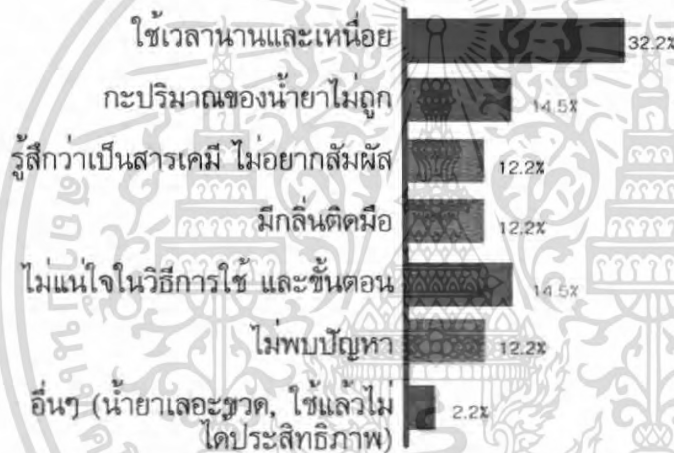 ใช้เวลานานและเหนื่อย 32.2%
กะปริมาณของน้ำยาไม่ถูก 14.5%
รู้สึกว่าเป็นสารเคมี ไม่อยากสัมผัส 12.2%
มีกลิ่นติดมือ 12.2%
ไม่แน่ใจในวิธีการใช้ และขั้นตอน 14.5%
ไม่พบปัญหา 12.2%
อื่นๆ (น้ำยาเลอะขวด, ใช้แล้วไม่ 2.2%
ได้ประสิทธิภาพ)